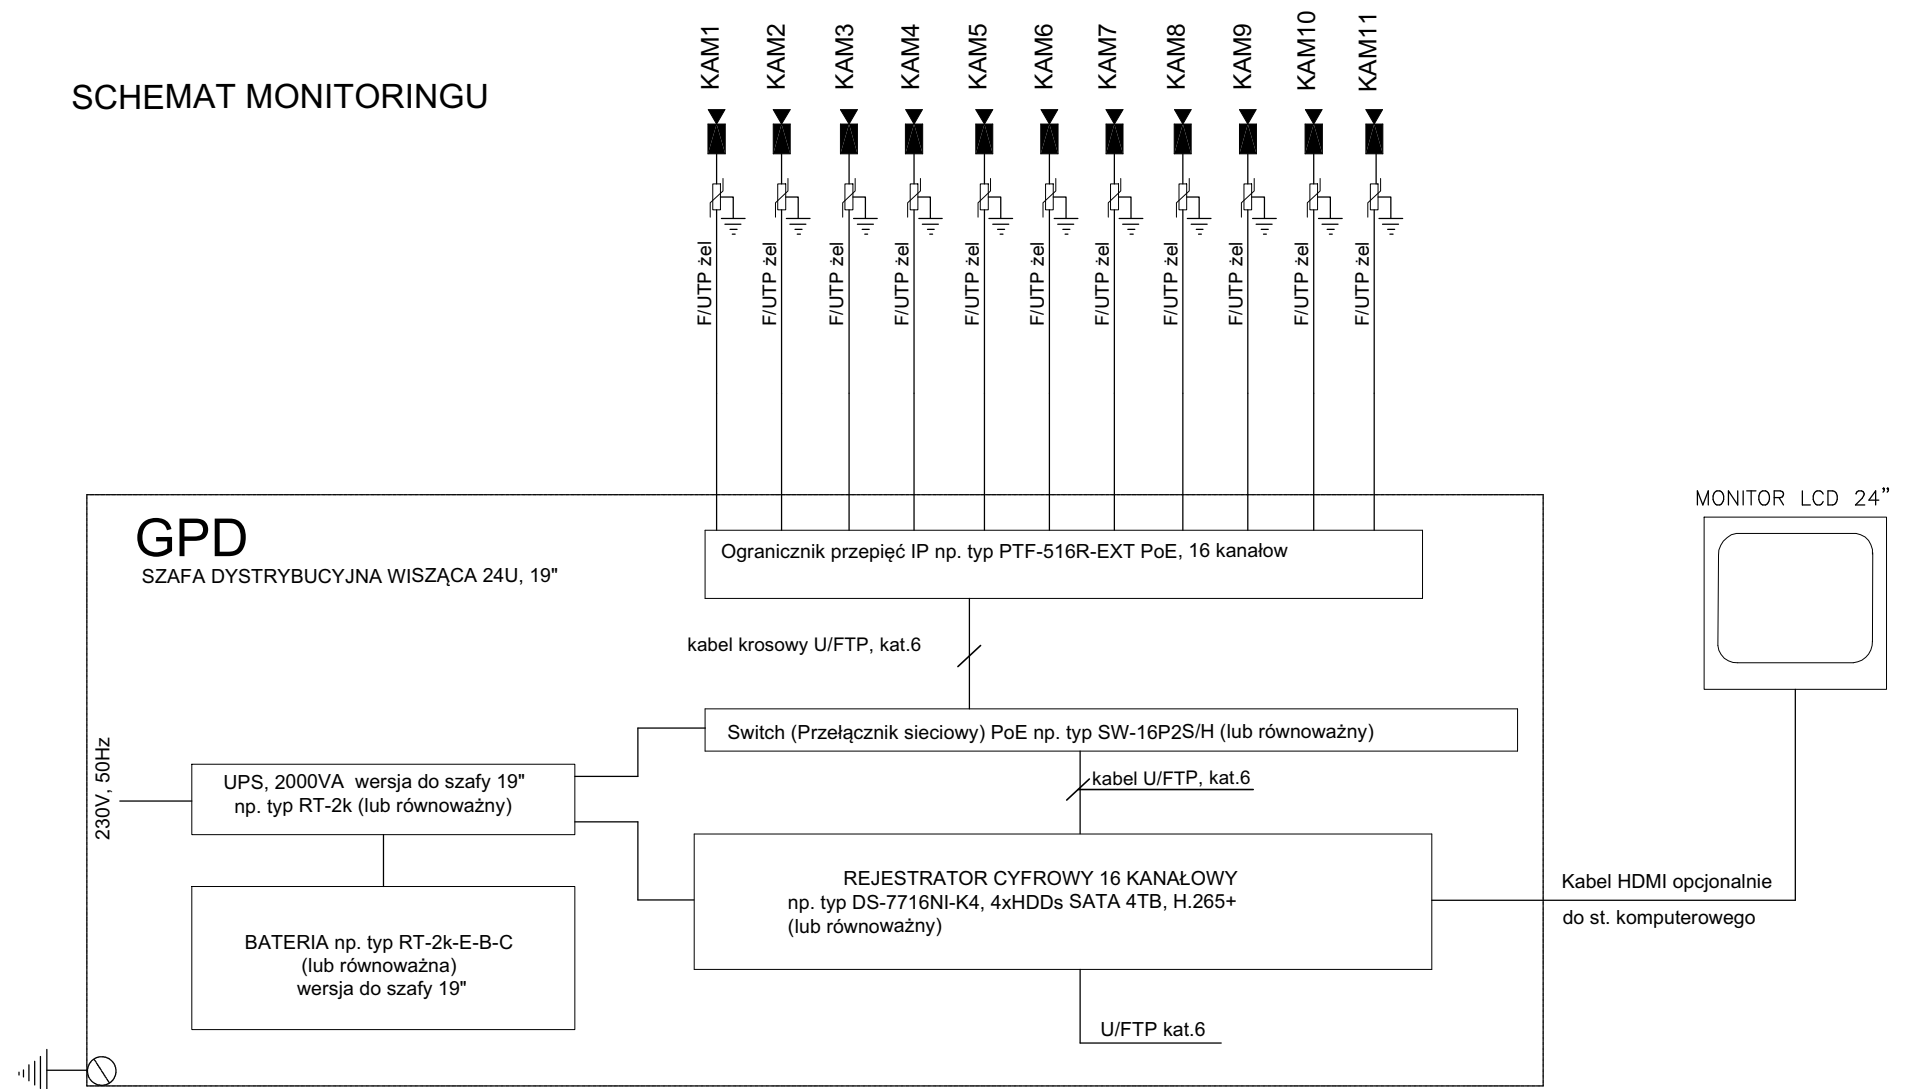 SCHEMAT MONITORINGU
KAM1
KAM2
KAM3
KAM4
KAM5
KAM6
KAM7
KAM8
KAM9
KAM10
KAM11
F/UTP żel
F/UTP żel
F/UTP żel
F/UTP żel
F/UTP żel
F/UTP żel
F/UTP żel
F/UTP żel
F/UTP żel
F/UTP żel
F/UTP żel
MONITOR LCD 24”
GPD
SZAFA DYSTRYBUCYJNA WISZĄCA 24U, 19"
Ogranicznik przepięć IP np. typ PTF-516R-EXT PoE, 16 kanałow
kabel krosowy U/FTP, kat.6
Switch (Przełącznik sieciowy) PoE np. typ SW-16P2S/H (lub równoważny)
230V, 50Hz
UPS, 2000VA wersja do szafy 19"
np. typ RT-2k (lub równoważny)
kabel U/FTP, kat.6
REJESTRATOR CYFROWY 16 KANAŁOWY
np. typ DS-7716NI-K4, 4xHDDs SATA 4TB, H.265+
(lub równoważny)
Kabel HDMI opcjonalnie
do st. komputerowego
BATERIA np. typ RT-2k-E-B-C
(lub równoważna)
wersja do szafy 19"
U/FTP kat.6